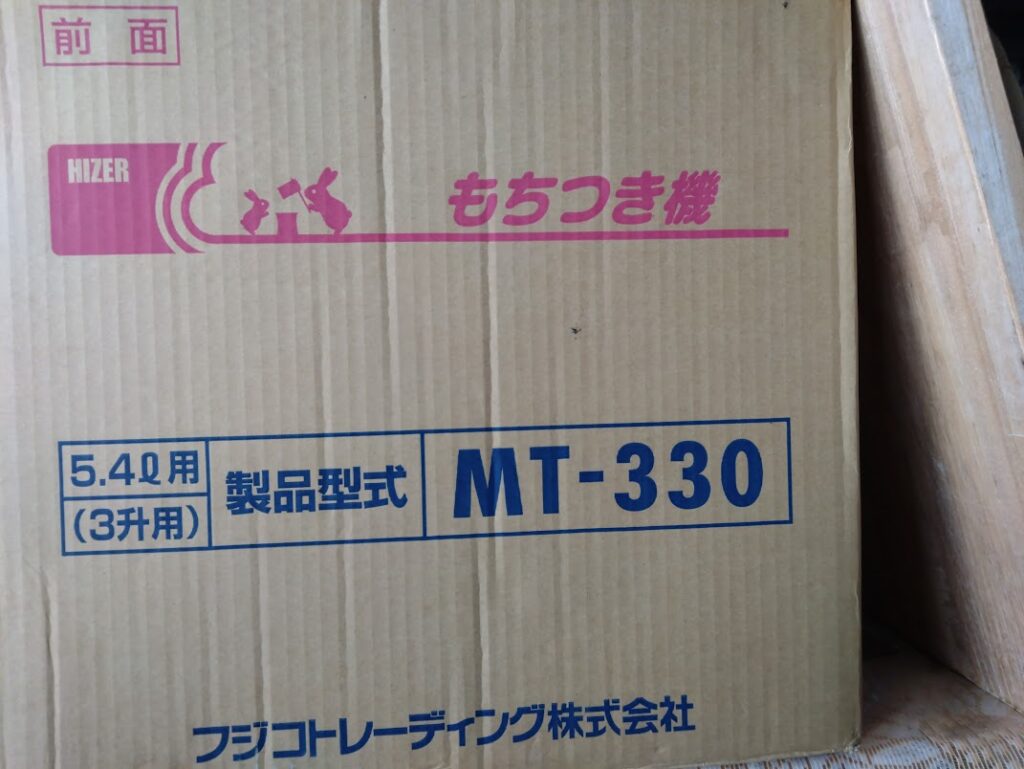 前面
HIZER
もちつき機
5.4ℓ用
(3升用)
製品型式
MT-330
フジコトレーディング株式会社